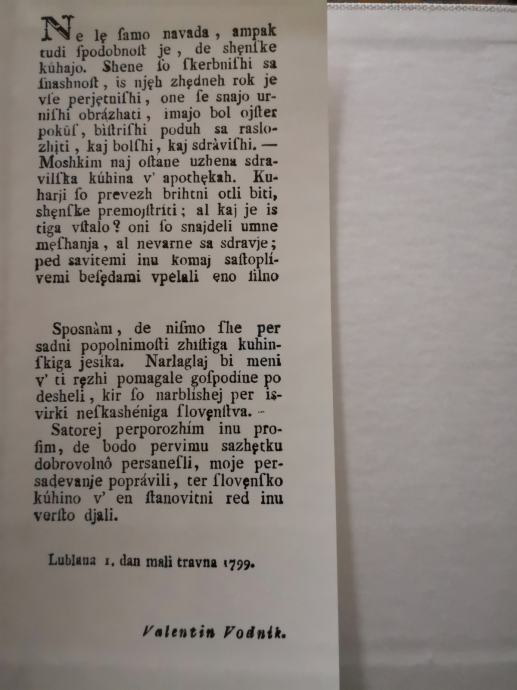 Ne lę ſamo navada, ampak
tudi ſpodobnoſt je, de shęnſke
kúhajo. Shene ſo ſkerbniſhi sa
ſnashnoſt, is njęh zhędneh rok je
vſe perjętniſhi, one ſe snajo ur-
niſhi obrázhati, imajo bol ojſter
pokúſ, biſtriſhi poduh sa raslo-
zhiti, kaj bolſhi, kaj sdràviſhi. —
Moshkim naj oſtane uzhena sdra-
vilſka kúhina v' apothękah. Ku-
harji ſo prevezh brihtni otli biti,
shęnſke premojſtriti; al kaj je is
tiga vſtalo? oni ſo snajdeli umne
męſhanja, al nevarne sa sdravje;
ped savitemi inu komaj saſtoplí-
vemi beſędami vpelali ęno ſilno
Sposnàm, de niſmo ſhe per
sadni popolnimoſti zhiſtiga kuhin-
ſkiga jesika. Narlaglaj bi meni
v' ti ręzhi pomagale goſpodine po
desheli, kir ſo narbliſhej per is-
virki neſkashéniga ſlovęnſtva. -
Satorej perporozhím inu pro-
ſim, de bodo pervimu sazhętku
dobrovolnô persaneſli, moje per-
sadevanje poprávili, ter ſlovęnſko
kúhino v' en ſtanovitni red inu
verſto djali.
Lublana 1. dan mali travna 1799.
Valentin Vodnik.